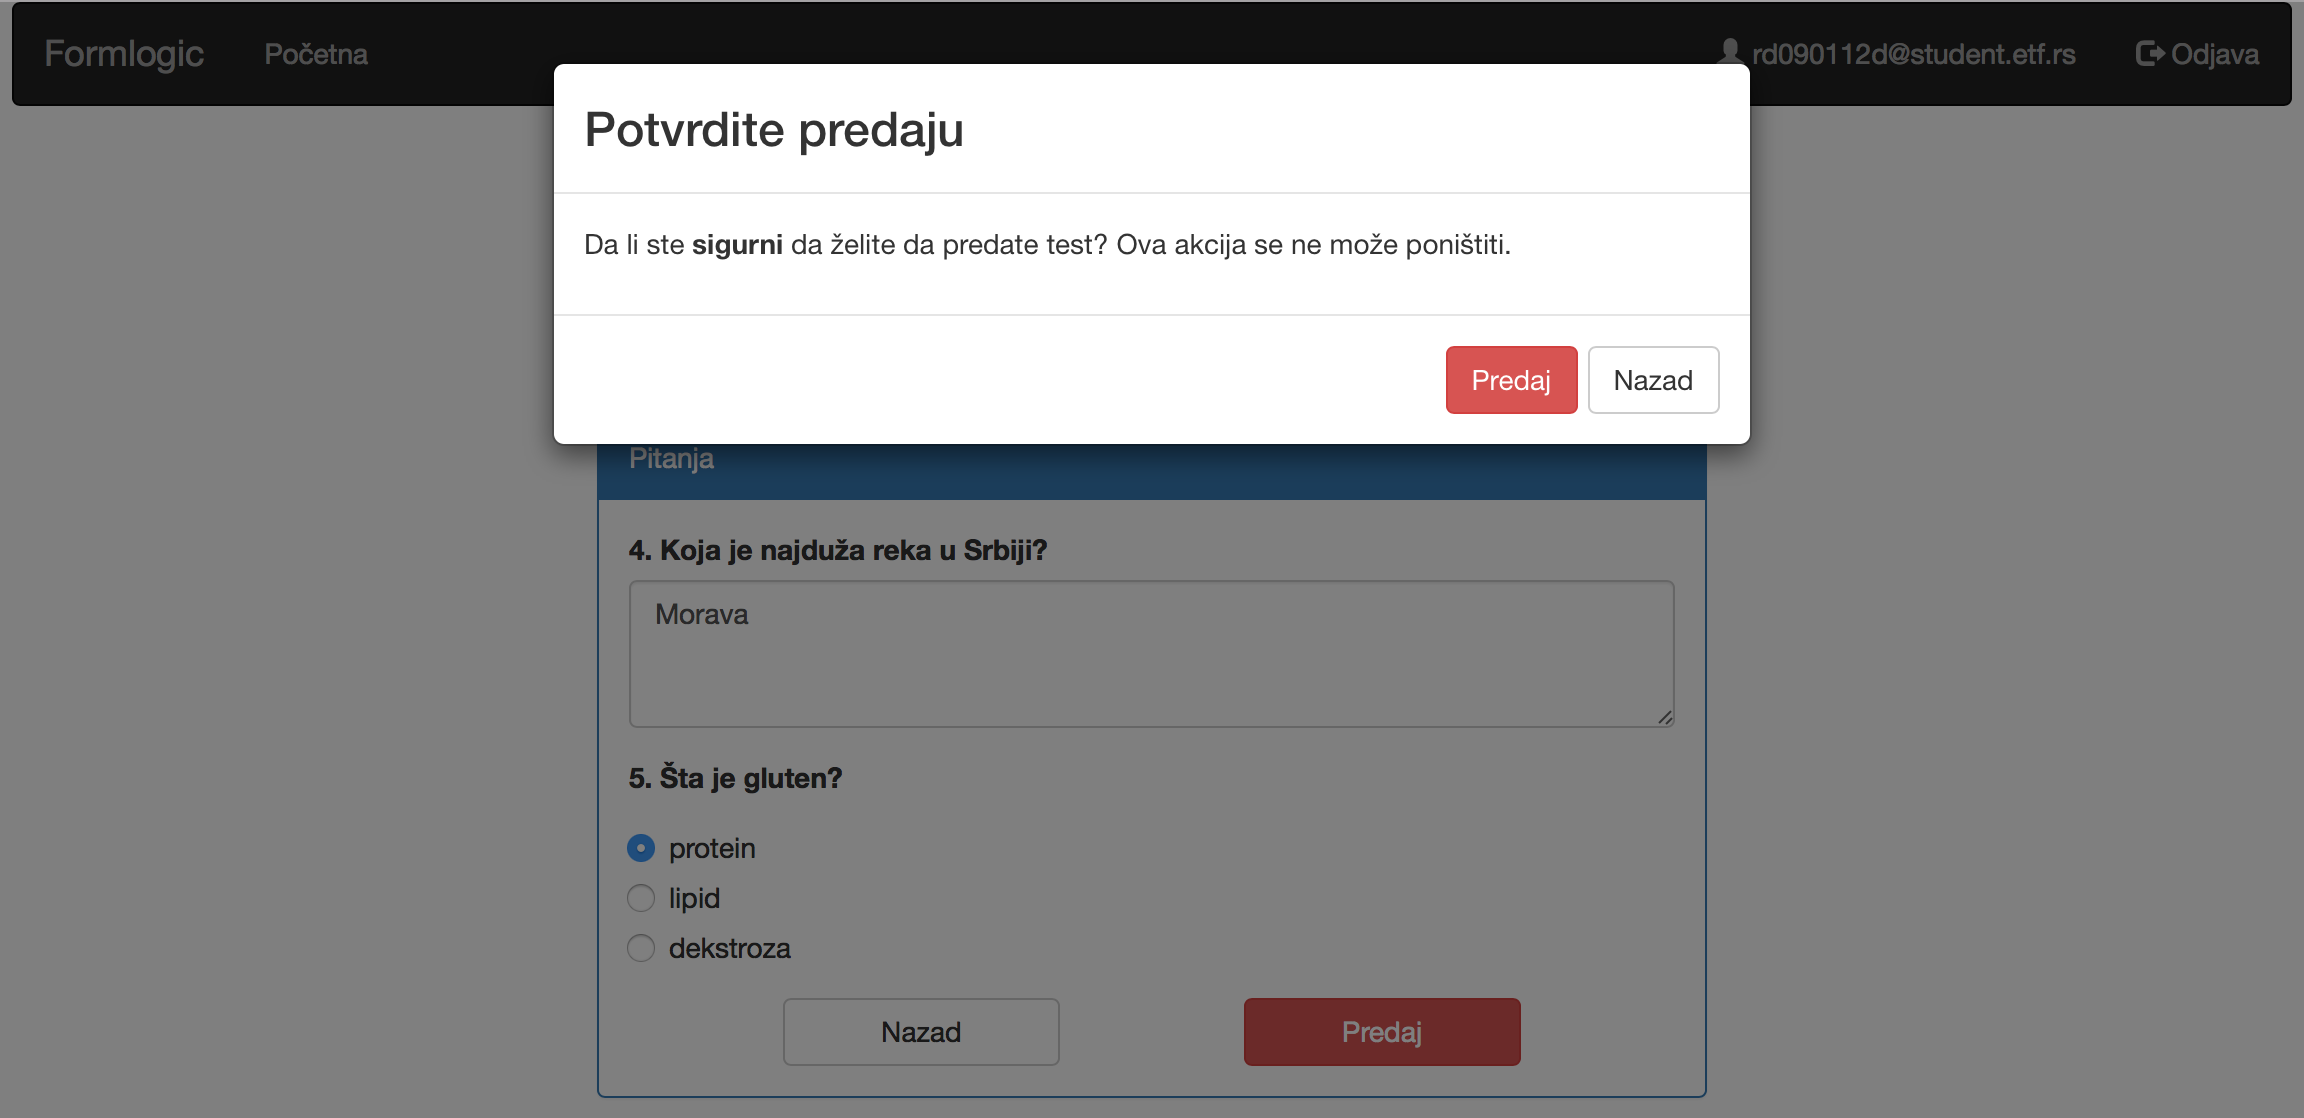 Formlogic Početna rd090112d@student.etf.rs Odjava
Potvrdite predaju
Da li ste sigurni da želite da predate test? Ova akcija se ne može poništiti.
Predaj Nazad
Pitanja
4. Koja je najduža reka u Srbiji?
Morava
5. Šta je gluten?
protein
lipid
dekstroza
Nazad Predaj